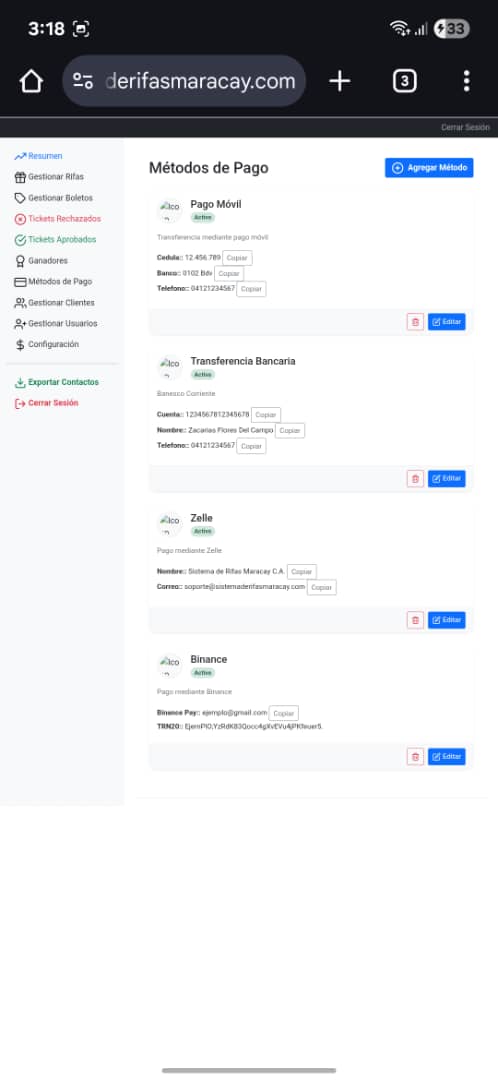 3:18
33
derifasmaracay.com
3
Cerrar Sesión
Resumen
Gestionar Rifas
Gestionar Boletos
Tickets Rechazados
Tickets Aprobados
Ganadores
Métodos de Pago
Gestionar Clientes
Gestionar Usuarios
Configuración
Exportar Contactos
Cerrar Sesión
Métodos de Pago
Agregar Método
Ico
Pago Móvil
Activo
Transferencia mediante pago móvil
Cedula:: 12.456.789 Copiar
Banco:: 0102 Bdv Copiar
Telefono:: 04121234567 Copiar
Editar
Ico
Transferencia Bancaria
Activo
Banesco Corriente
Cuenta:: 1234567812345678 Copiar
Nombre:: Zacarias Flores Del Campo Copiar
Telefono:: 04121234567 Copiar
Editar
Ico
Zelle
Activo
Pago mediante Zelle
Nombre:: Sistema de Rifas Maracay C.A. Copiar
Correo:: soporte@sistemaderifasmaracay.com Copiar
Editar
Ico
Binance
Activo
Pago mediante Binance
Binance Pay:: ejemplo@gmail.com Copiar
TRN20::
Editar